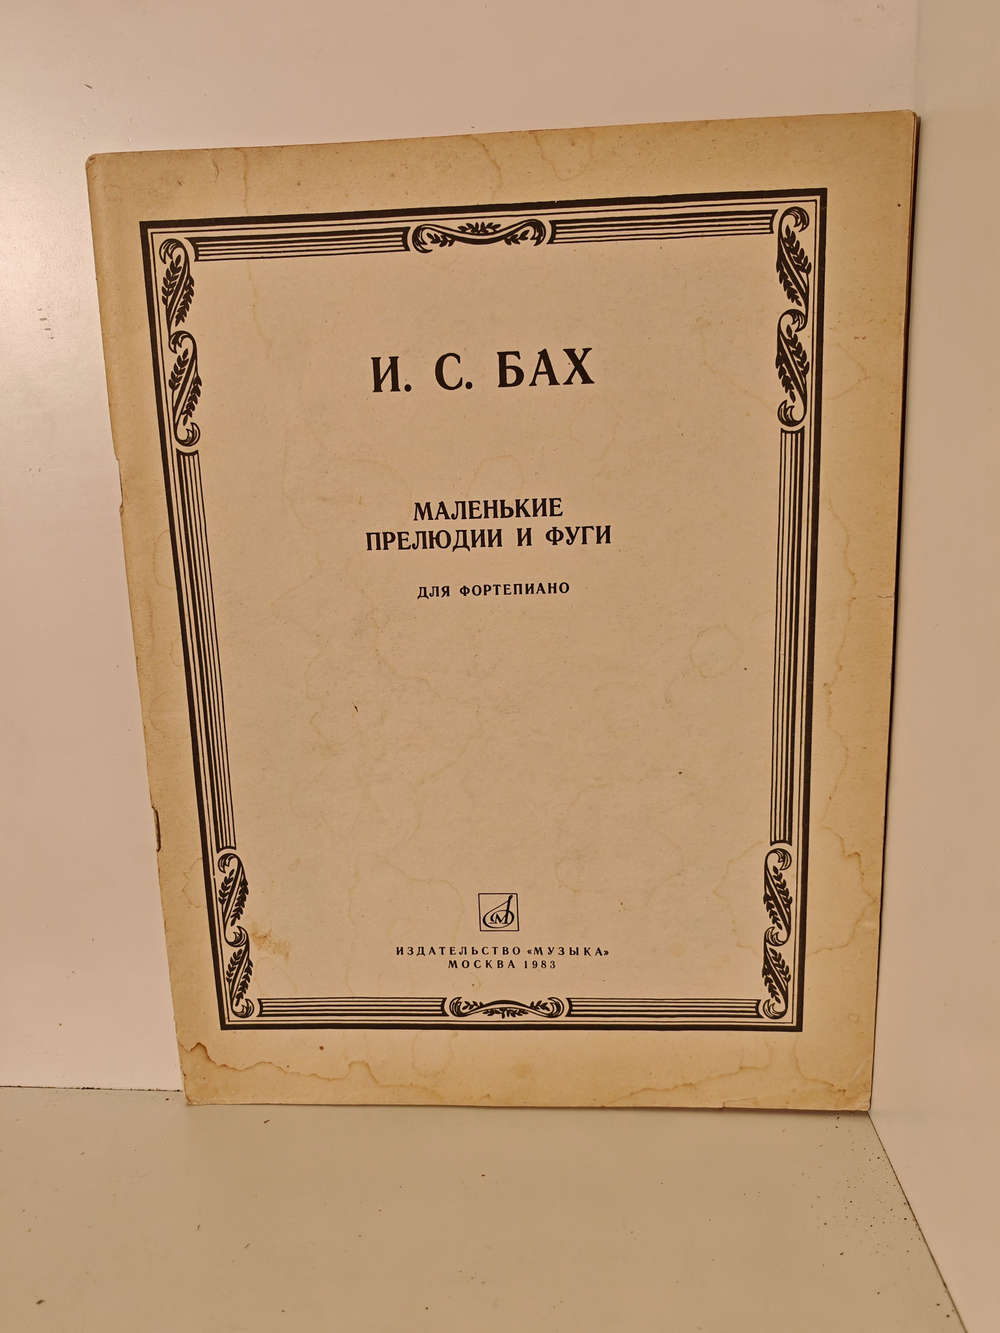 И. С. БАХ
МАЛЕНЬКИЕ
ПРЕЛЮДИИ И ФУГИ
ДЛЯ ФОРТЕПИАНО
М
ИЗДАТЕЛЬСТВО «МУЗЫКА»
МОСКВА 1983